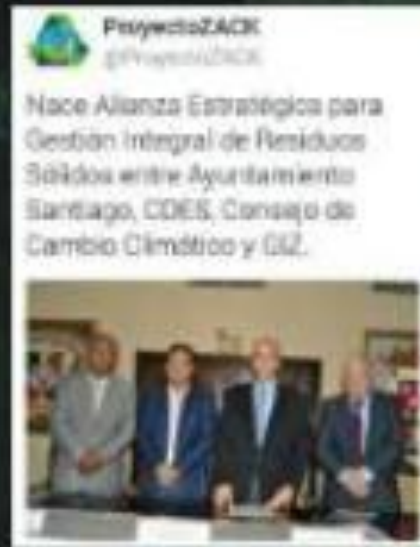 ProyectoZACK
@ProyectoZACK
Nace Alianza Estratégica para
Gestión Integral de Residuos
Sólidos entre Ayuntamiento
Santiago, CDES, Consejo de
Cambio Climático y GIZ.